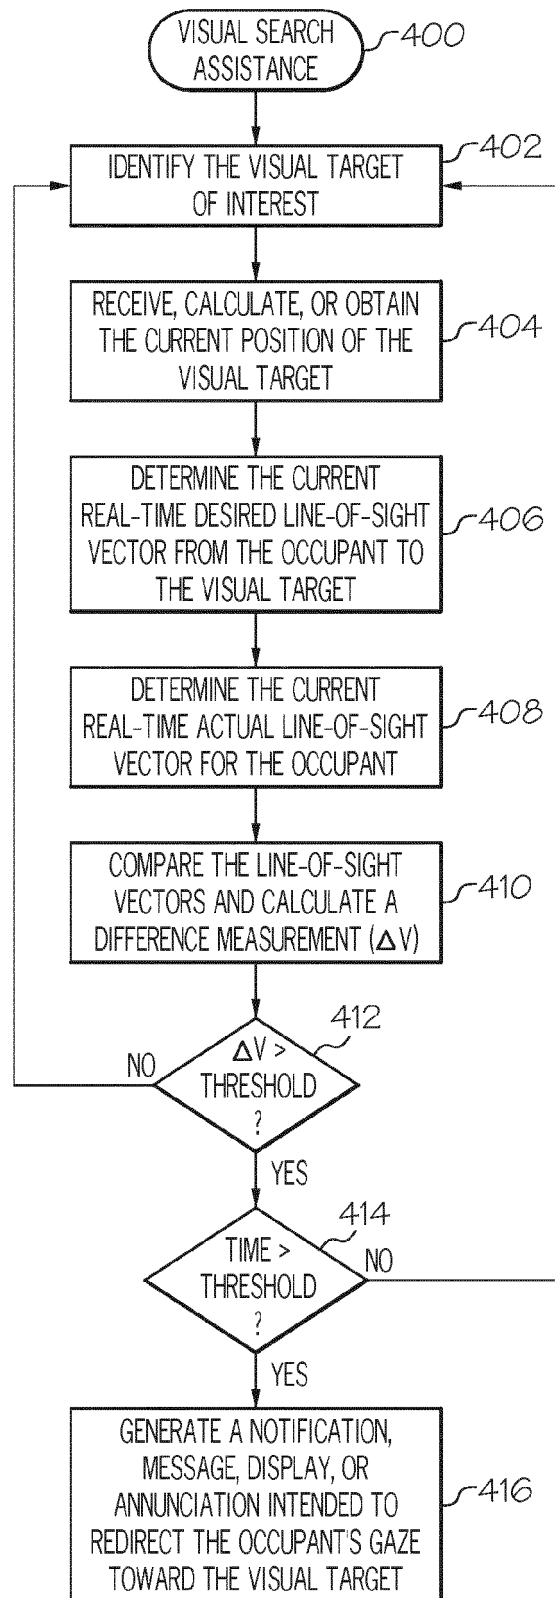 VISUAL SEARCH
ASSISTANCE
400
IDENTIFY THE VISUAL TARGET
OF INTEREST
402
RECEIVE, CALCULATE, OR OBTAIN
THE CURRENT POSITION OF THE
VISUAL TARGET
404
DETERMINE THE CURRENT
REAL-TIME DESIRED LINE-OF-SIGHT
VECTOR FROM THE OCCUPANT TO
THE VISUAL TARGET
406
DETERMINE THE CURRENT
REAL-TIME ACTUAL LINE-OF-SIGHT
VECTOR FOR THE OCCUPANT
408
COMPARE THE LINE-OF-SIGHT
VECTORS AND CALCULATE A
DIFFERENCE MEASUREMENT (Δ V)
410
412
ΔV >
THRESHOLD
?
NO
YES
414
TIME >
THRESHOLD
?
NO
YES
GENERATE A NOTIFICATION,
MESSAGE, DISPLAY, OR
ANNUNCIATION INTENDED TO
REDIRECT THE OCCUPANT'S GAZE
TOWARD THE VISUAL TARGET
416